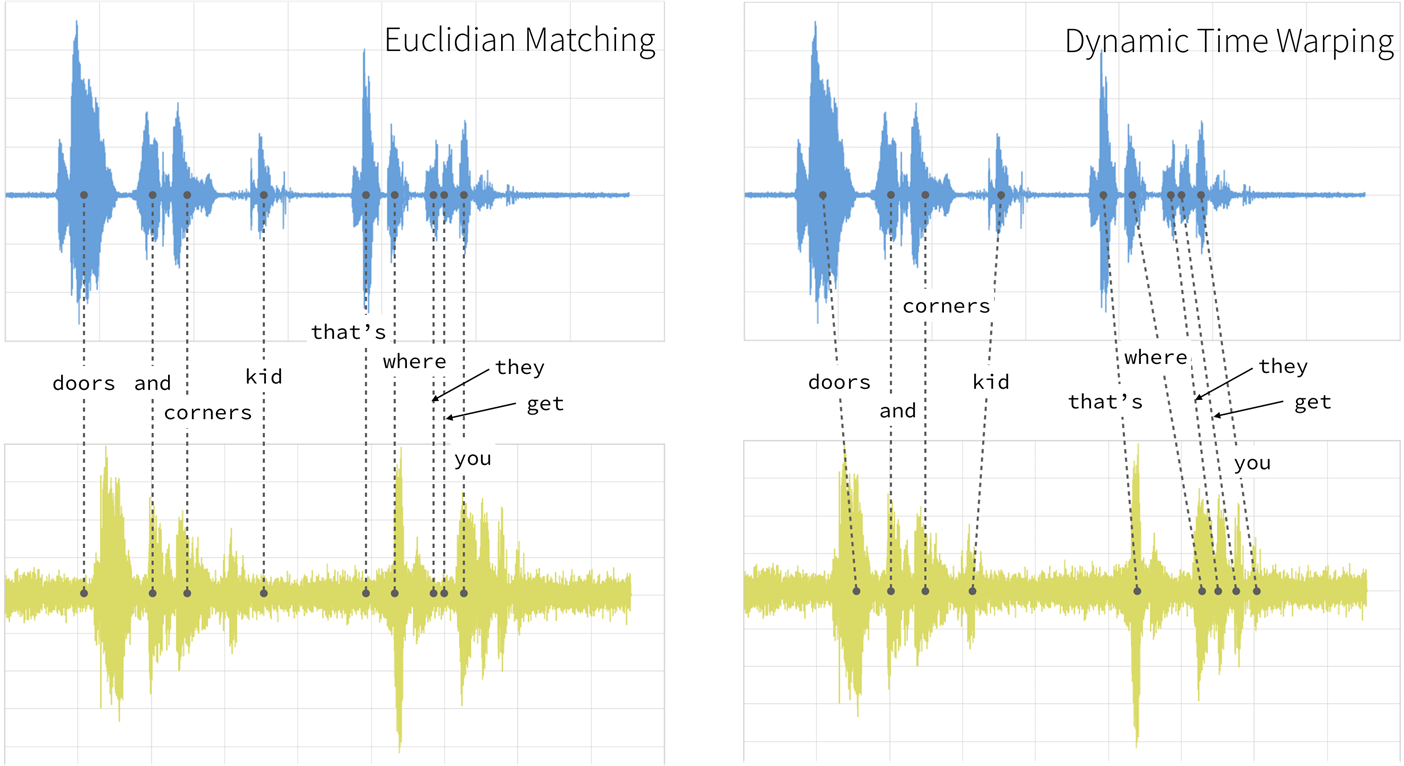 Euclidian Matching
that’s
where
they
kid
doors and
get
corners
you
Dynamic Time Warping
corners
where
they
doors
kid
that’s
get
and
you